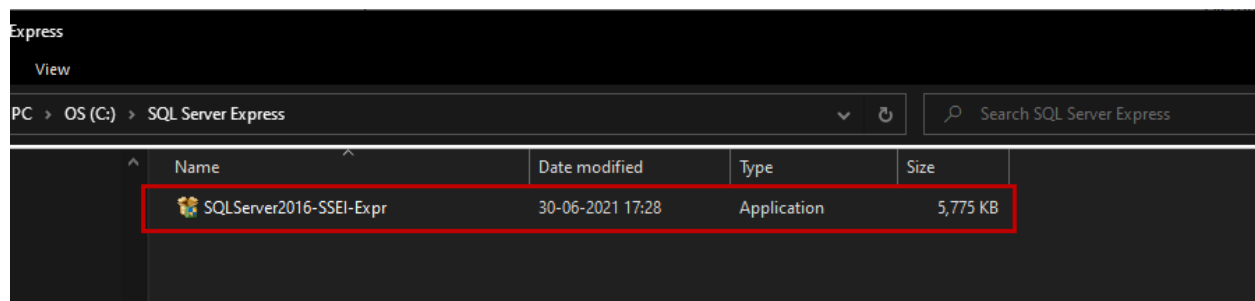 Express
View
PC > OS (C:) > SQL Server Express Search SQL Server Express
Name Date modified Type Size
SQLServer2016-SSEI-Expr 30-06-2021 17:28 Application 5,775 KB